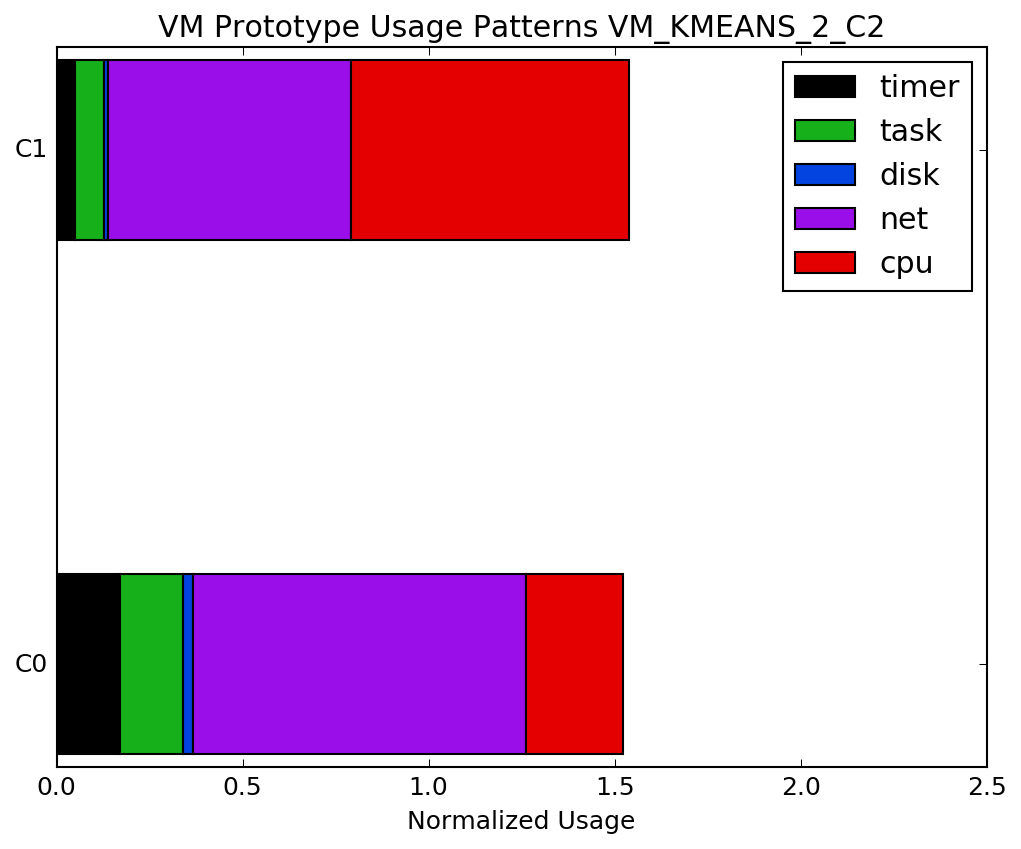 VM Prototype Usage Patterns VM_KMEANS_2_C2
timer
task
disk
net
cpu
C1
C0
0.0 0.5 1.0 1.5 2.0 2.5
Normalized Usage